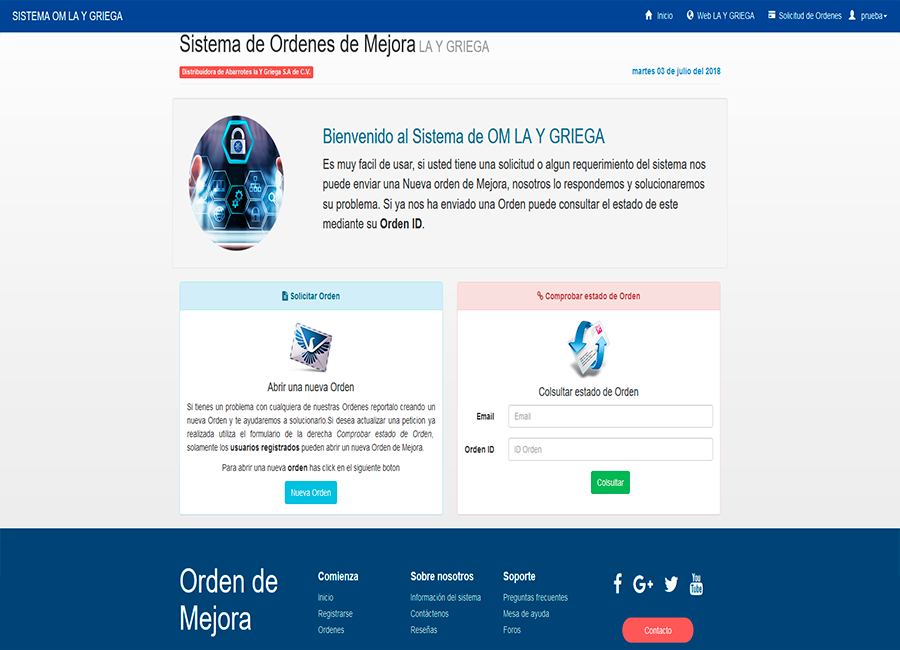 SISTEMA OM LA Y GRIEGA
Inicio
Web LA Y GRIEGA
Solicitud de Ordenes
prueba
Sistema de Ordenes de Mejora LA Y GRIEGA
Distribuidora de Abarrotes la Y Griega S.A de C.V.
martes 03 de julio del 2018
Bienvenido al Sistema de OM LA Y GRIEGA
Es muy facil de usar, si usted tiene una solicitud o algun requerimiento del sistema nos
puede enviar una Nueva orden de Mejora, nosotros lo respondemos y solucionaremos
su problema. Si ya nos ha enviado una Orden puede consultar el estado de este
mediante su Orden ID.
Solicitar Orden
Abrir una nueva Orden
Si tienes un problema con cualquiera de nuestras Ordenes reportalo creando un
nueva Orden y te ayudaremos a solucionarlo.Si desea actualizar una peticion ya
realizada utiliza el formulario de la derecha Comprobar estado de Orden,
solamente los usuarios registrados pueden abrir un nueva Orden de Mejora.
Para abrir una nueva orden has click en el siguiente boton
Nueva Orden
Comprobar estado de Orden
Colsultar estado de Orden
Email
Email
Orden ID
ID Orden
Colsultar
Orden de
Mejora
Comienza
Inicio
Registrarse
Ordenes
Sobre nosotros
Información del sistema
Contáctenos
Reseñas
Soporte
Preguntas frecuentes
Mesa de ayuda
Foros
You
Tube
Contacto